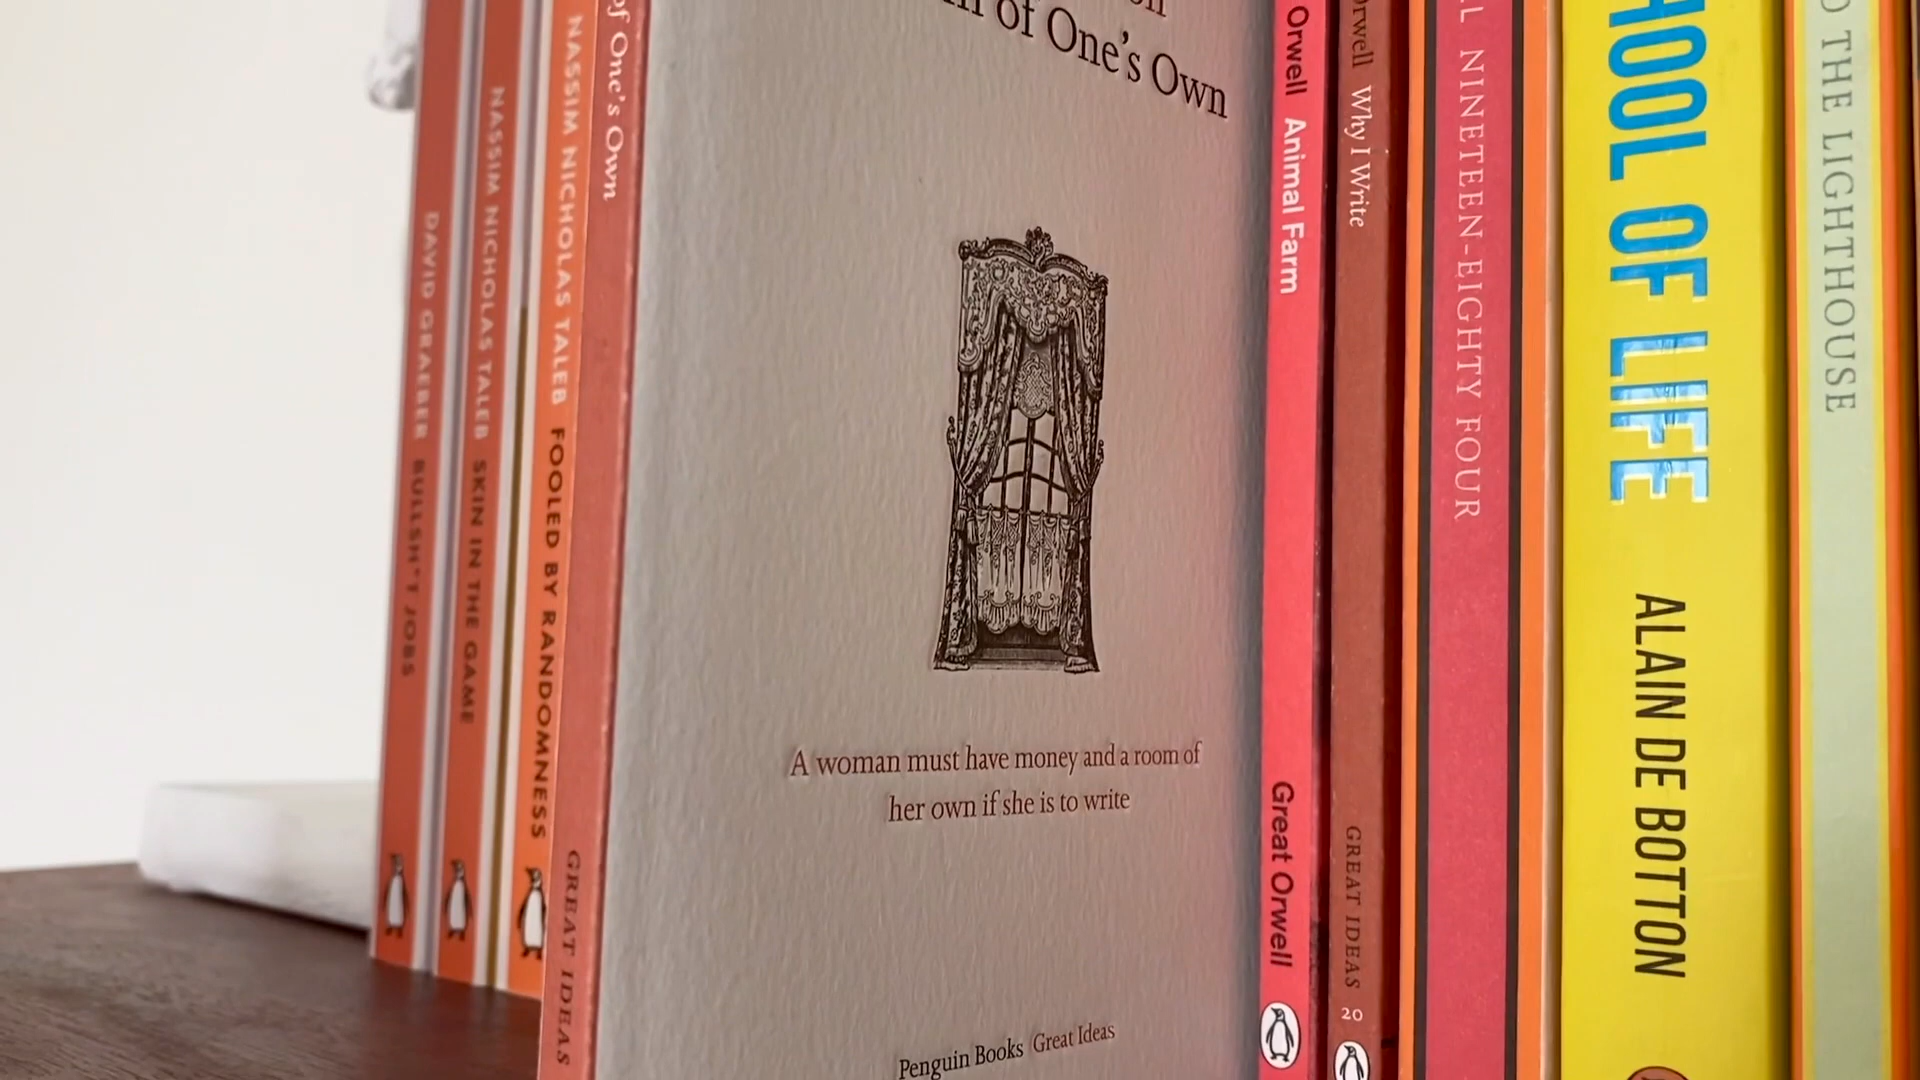 DAVID GRAEBER BULLSH*T JOBS
NASSIM NICHOLAS TALEB SKIN IN THE GAME
NASSIM NICHOLAS TALEB FOOLED BY RANDOMNESS
of One's Own
GREAT IDEAS
of One's Own
A woman must have money and a room of
her own if she is to write
Penguin Books Great Ideas
Orwell Animal Farm
Great Orwell
Why I Write
GREAT IDEAS
20
NINETEEN-EIGHTY FOUR
OF LIFE
ALAIN DE BOTTON
THE LIGHTHOUSE